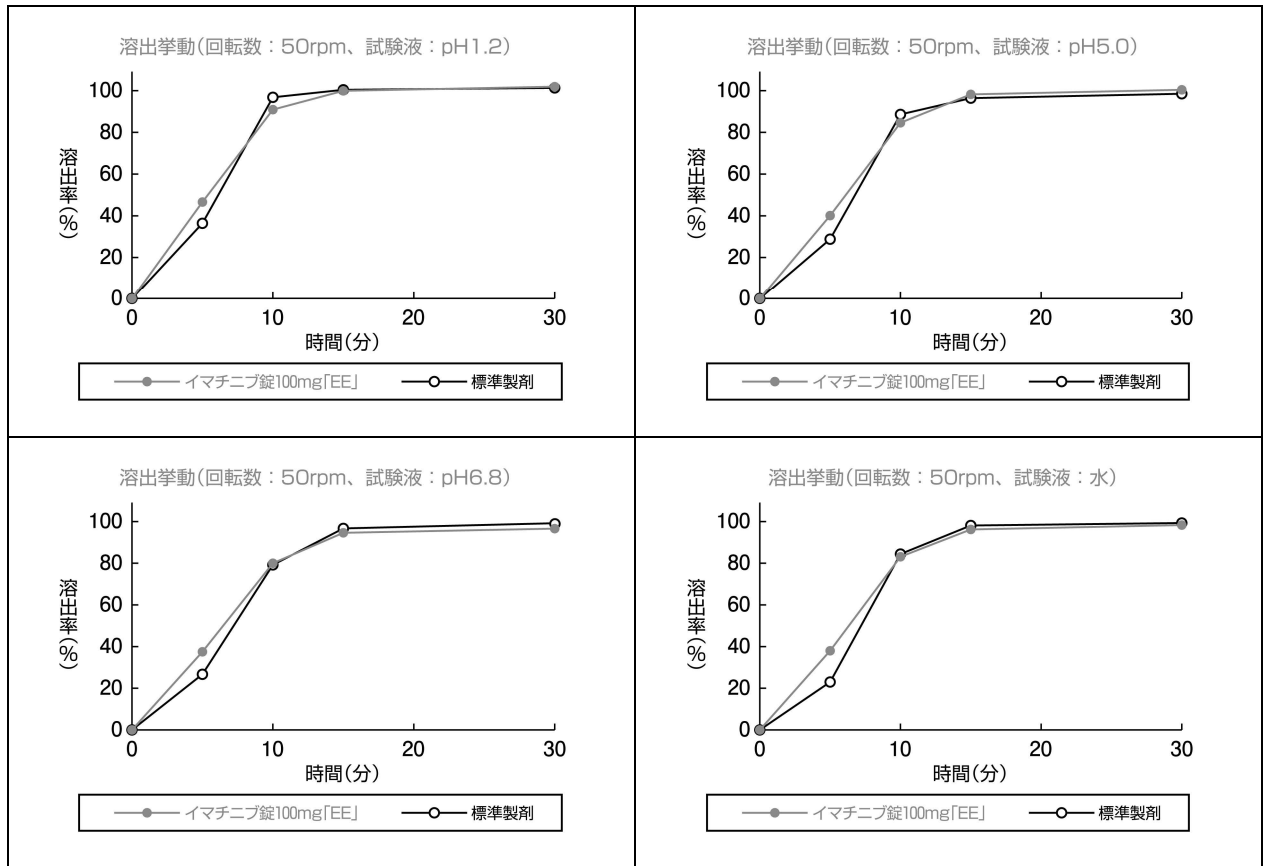 溶出挙動(回転数：50rpm、試験液：pH1.2)
100
80
60
40
20
0
溶出率(%)
0 10 20 30
時間(分)
イマチニブ錠100mg「EE」 標準製剤
溶出挙動(回転数：50rpm、試験液：pH5.0)
100
80
60
40
20
0
溶出率(%)
0 10 20 30
時間(分)
イマチニブ錠100mg「EE」 標準製剤
溶出挙動(回転数：50rpm、試験液：pH6.8)
100
80
60
40
20
0
溶出率(%)
0 10 20 30
時間(分)
イマチニブ錠100mg「EE」 標準製剤
溶出挙動(回転数：50rpm、試験液：水)
100
80
60
40
20
0
溶出率(%)
0 10 20 30
時間(分)
イマチニブ錠100mg「EE」 標準製剤